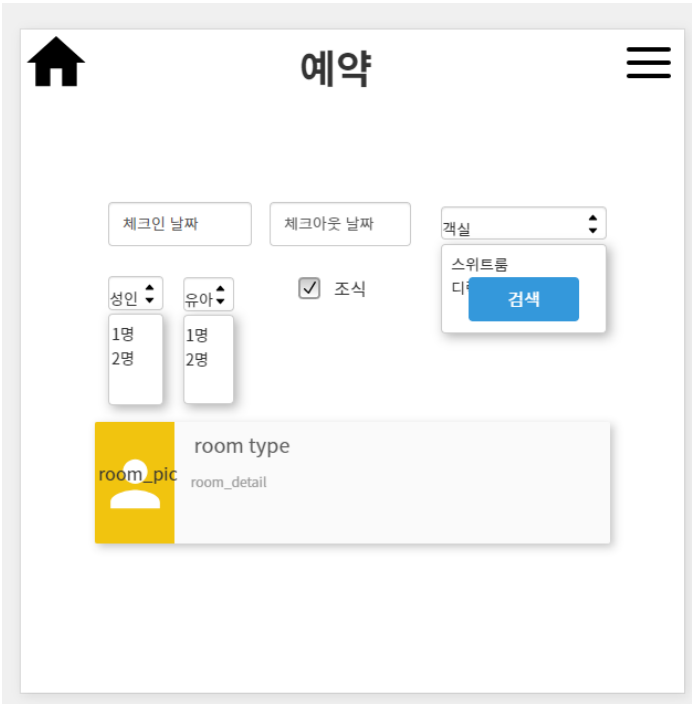 예약
체크인 날짜
체크아웃 날짜
객실
스위트룸
검색
성인
유아
조식
1명
2명
1명
2명
room type
room_pic
room_detail